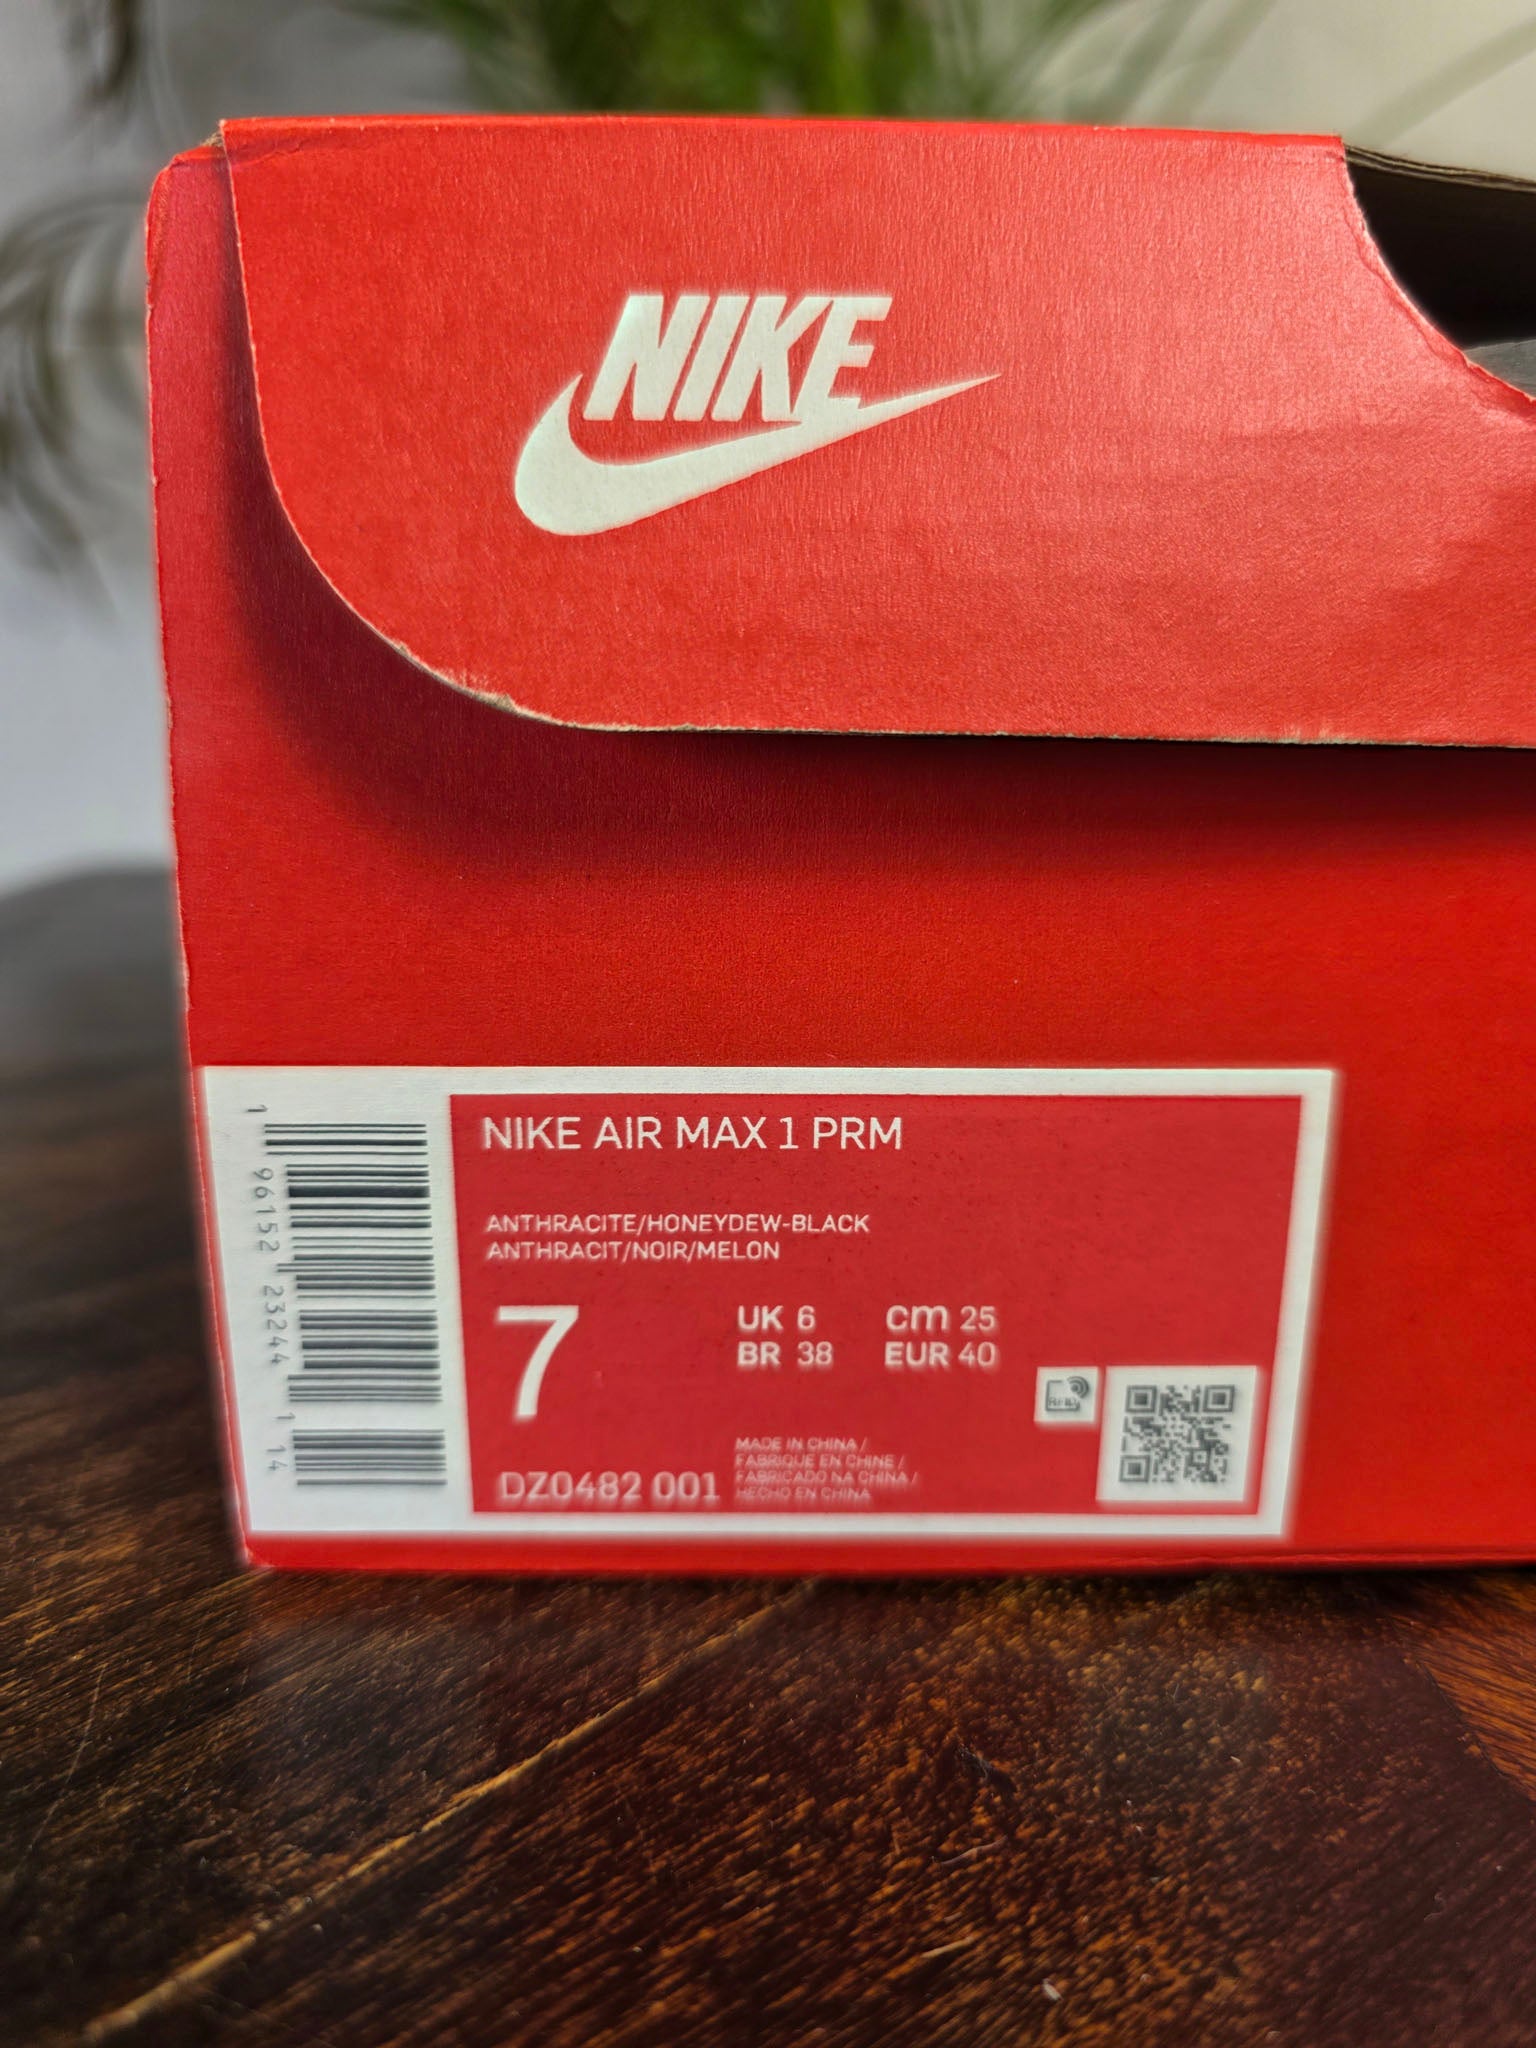 NIKE
NIKE AIR MAX 1 PRM
ANTHRACITE/HONEYDEW-BLACK
ANTHRACIT/NOIR/MELON
7
UK 6
BR 38
cm 25
EUR 40
RFID
DZ0482 001
MADE IN CHINA /
FABRIQUE EN CHINE /
FABRICADO NA CHINA /
HECHO EN CHINA
1 96152 23244 1 14